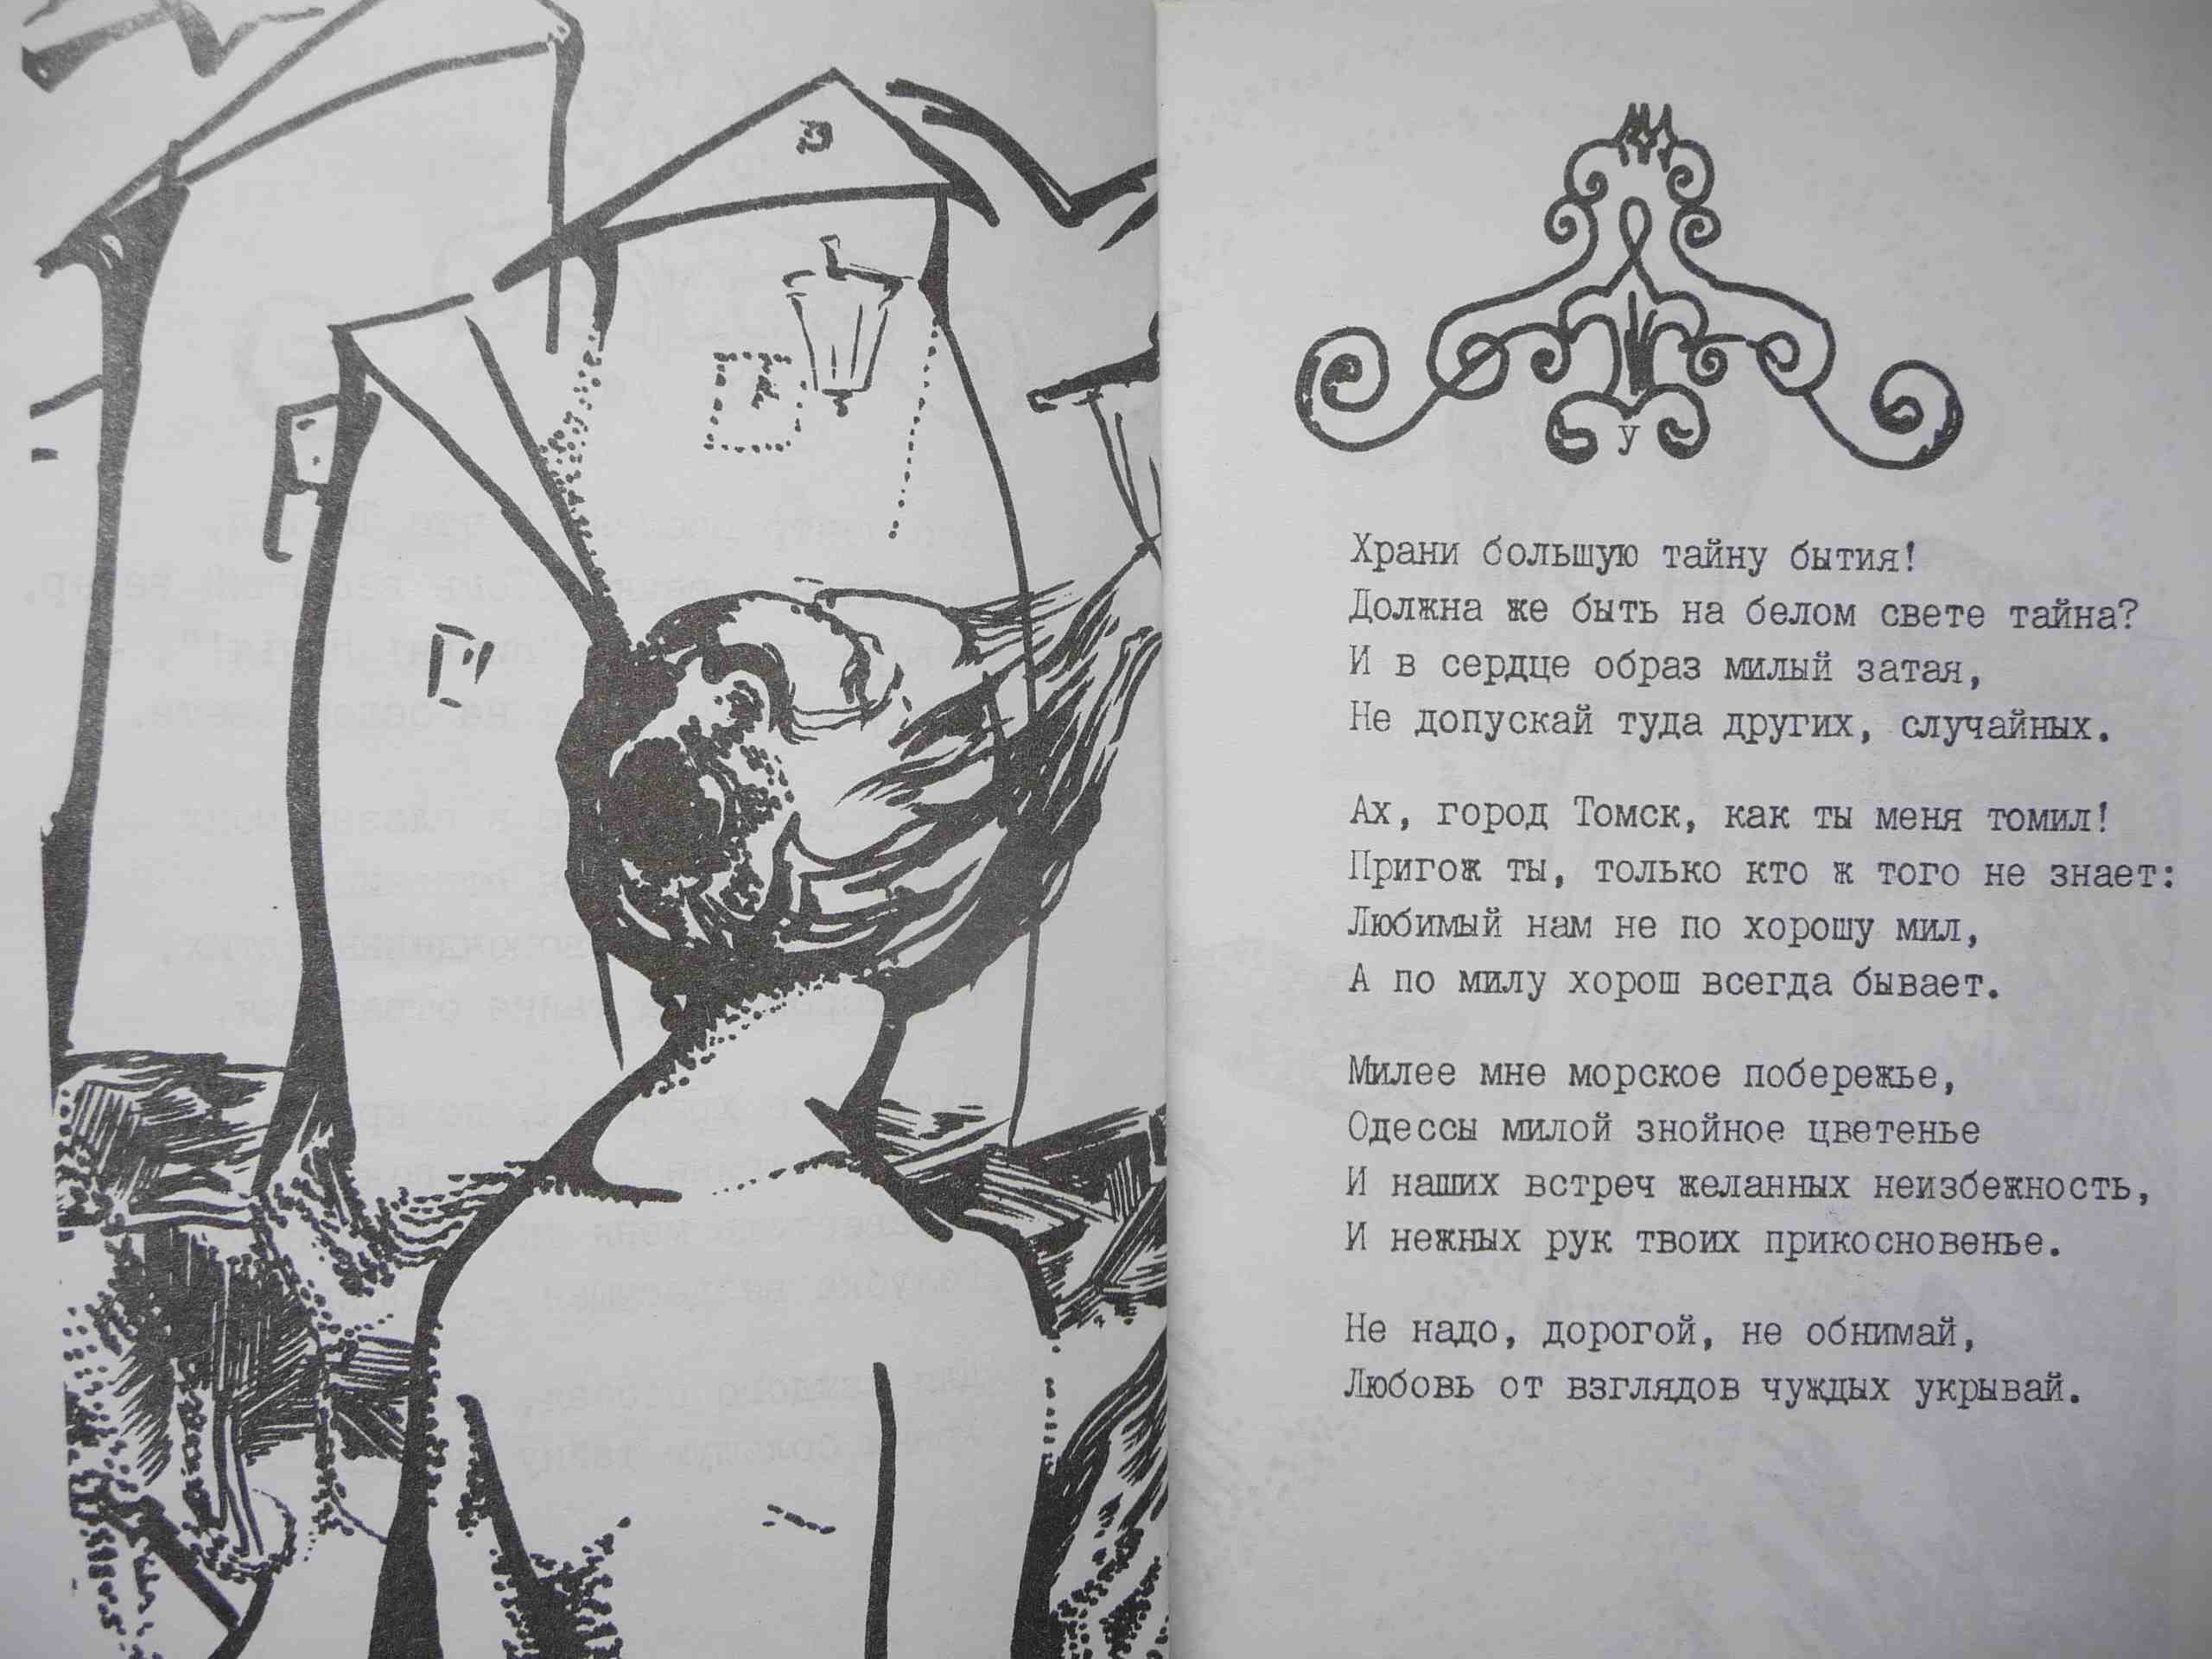 У
Храни большую тайну бытия!
Должна же быть на белом свете тайна?
И в сердце образ милый затая,
Не допускай туда других, случайных.
Ах, город Томск, как ты меня томил!
Пригож ты, только кто ж того не знает:
Любимый нам не по хорошу мил,
А по милу хорош всегда бывает.
Милее мне морское побережье,
Одессы милой знойное цветенье
И наших встреч желанных неизбежность,
И нежных рук твоих прикосновенье.
Не надо, дорогой, не обнимай,
Любовь от взглядов чуждых укрывай.